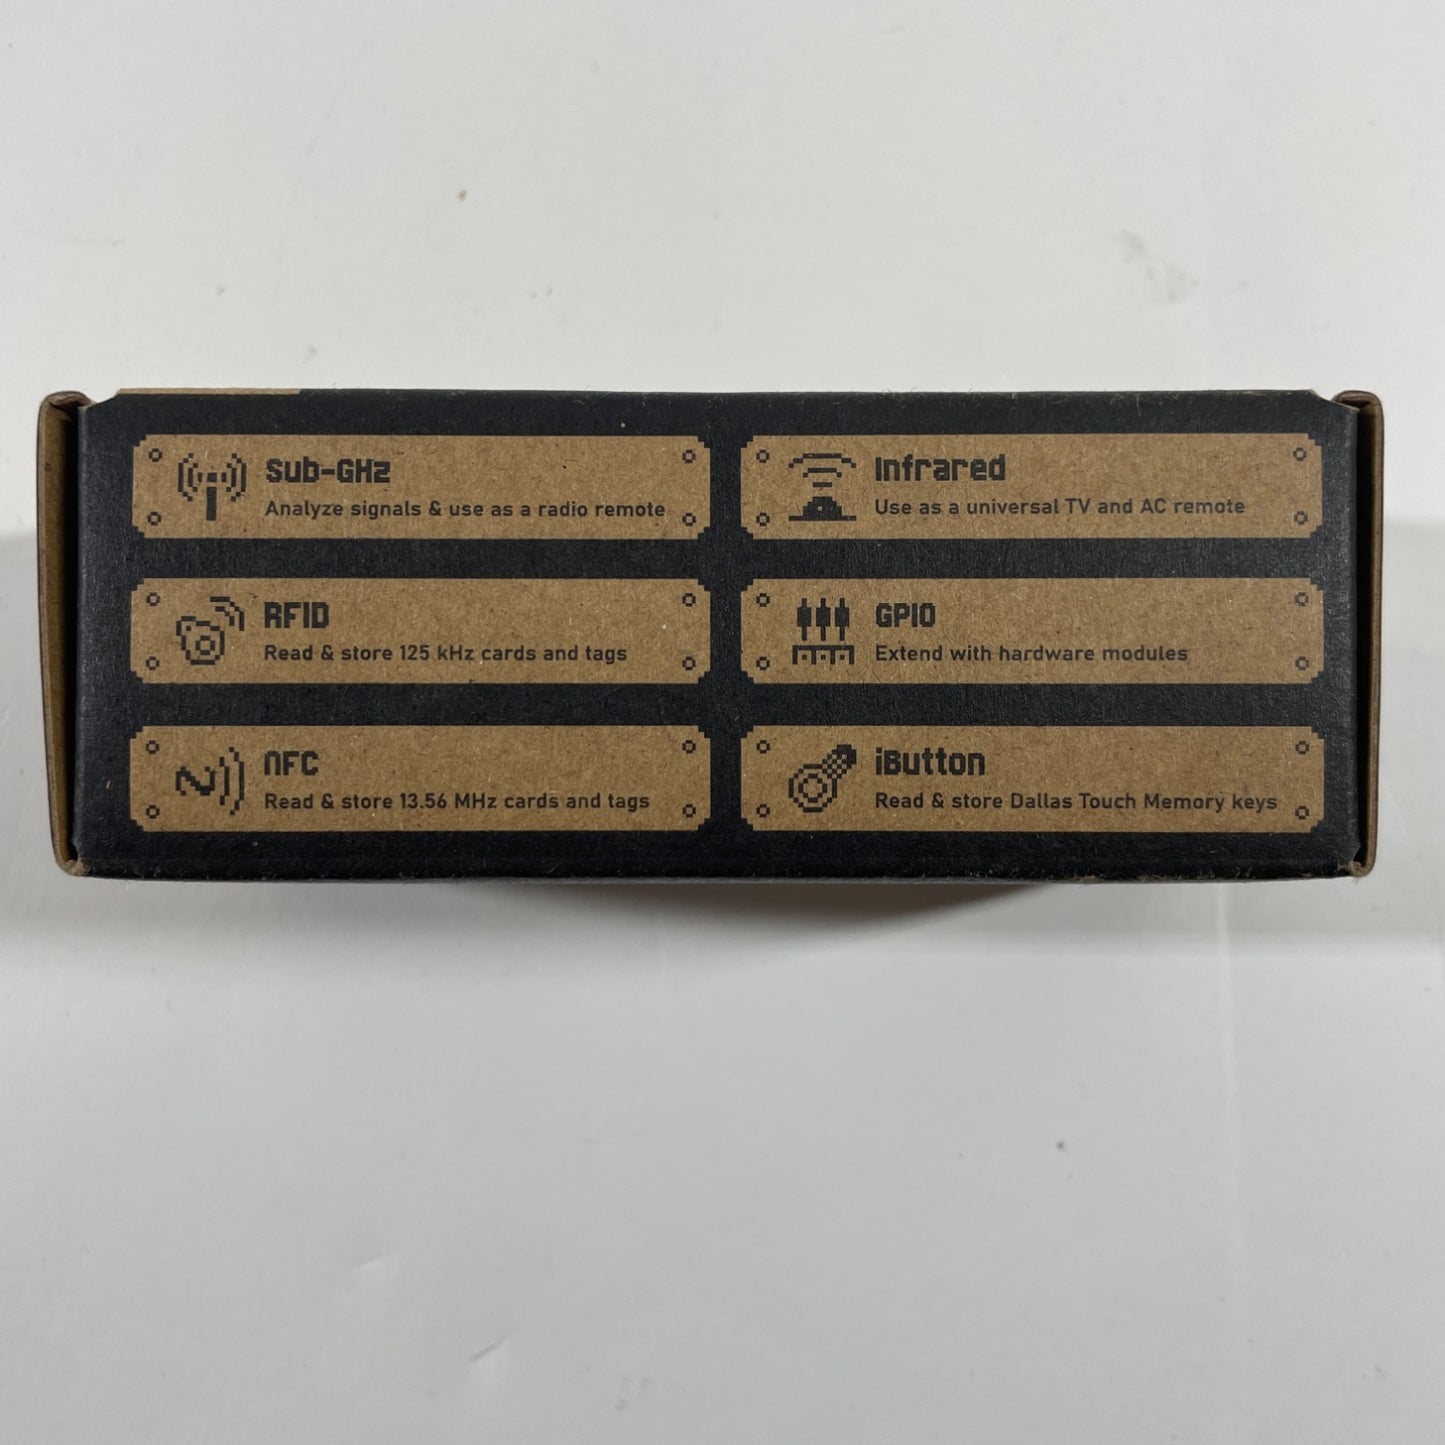 Sub-GHz
Analyze signals & use as a radio remote
Infrared
Use as a universal TV and AC remote
RFID
Read & store 125 kHz cards and tags
GPIO
Extend with hardware modules
NFC
Read & store 13.56 MHz cards and tags
iButton
Read & store Dallas Touch Memory keys